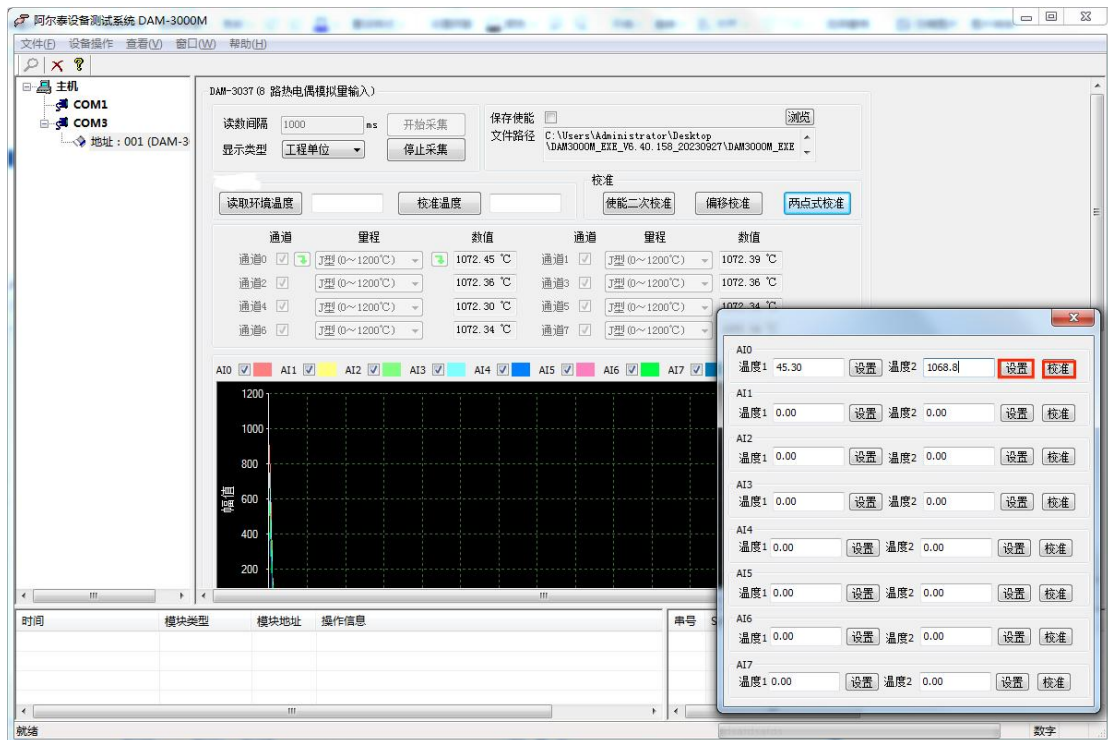 阿尔泰设备测试系统 DAM-3000M
文件(F) 设备操作 查看(V) 窗口(W) 帮助(H)
主机
COM1
COM3
地址：001 (DAM-3
DAM-3037(8 路热电偶模拟量输入)
读数间隔 1000 ms 开始采集
显示类型 工程单位 停止采集
保存使能 浏览
文件路径 C:\Users\Administrator\Desktop
\DAM3000M_EXE_V6.40.158_20230927\DAM3000M_EXE
读取环境温度 校准温度
校准
使能二次校准 偏移校准 两点式校准
通道 量程 数值 通道 量程 数值
通道0 J型(0～1200℃) 1072.45 ℃ 通道1 J型(0～1200℃) 1072.39 ℃
通道2 J型(0～1200℃) 1072.36 ℃ 通道3 J型(0～1200℃) 1072.36 ℃
通道4 J型(0～1200℃) 1072.30 ℃ 通道5 J型(0～1200℃) 1072.34 ℃
通道6 J型(0～1200℃) 1072.34 ℃ 通道7 J型(0～1200℃)
AI0 AI1 AI2 AI3 AI4 AI5 AI6 AI7
1200
1000
800
600
400
200
幅值
AI0
温度1 45.30 设置 温度2 1068.8 设置 校准
AI1
温度1 0.00 设置 温度2 0.00 设置 校准
AI2
温度1 0.00 设置 温度2 0.00 设置 校准
AI3
温度1 0.00 设置 温度2 0.00 设置 校准
AI4
温度1 0.00 设置 温度2 0.00 设置 校准
AI5
温度1 0.00 设置 温度2 0.00 设置 校准
AI6
温度1 0.00 设置 温度2 0.00 设置 校准
AI7
温度1 0.00 设置 温度2 0.00 设置 校准
时间 模块类型 模块地址 操作信息 串号
就绪 数字